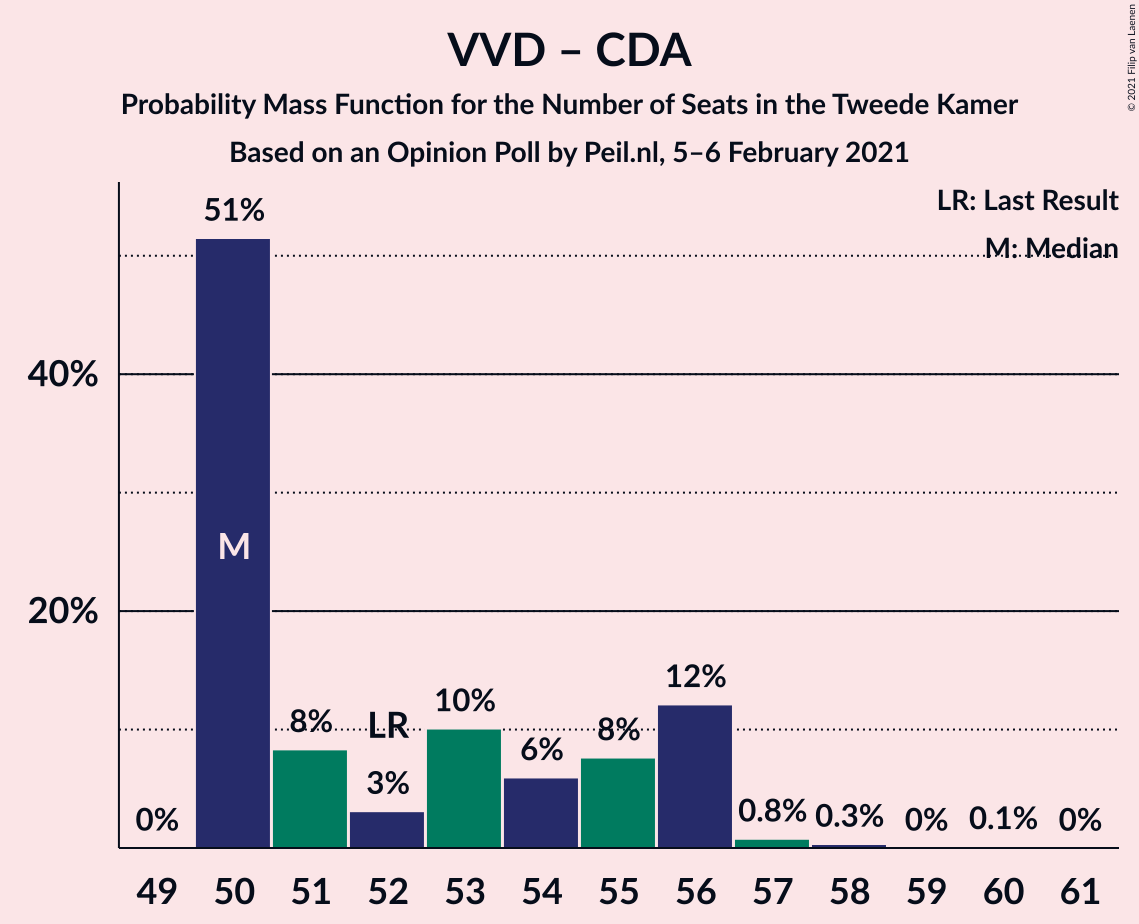 VVD – CDA
Probability Mass Function for the Number of Seats in the Tweede Kamer
Based on an Opinion Poll by Peil.nl, 5–6 February 2021
© 2021 Filip van Laenen
LR: Last Result
M: Median
40%
20%
0%
51%
M
8%
LR
3%
10%
6%
8%
12%
0.8%
0.3%
0%
0.1%
0%
49 50 51 52 53 54 55 56 57 58 59 60 61